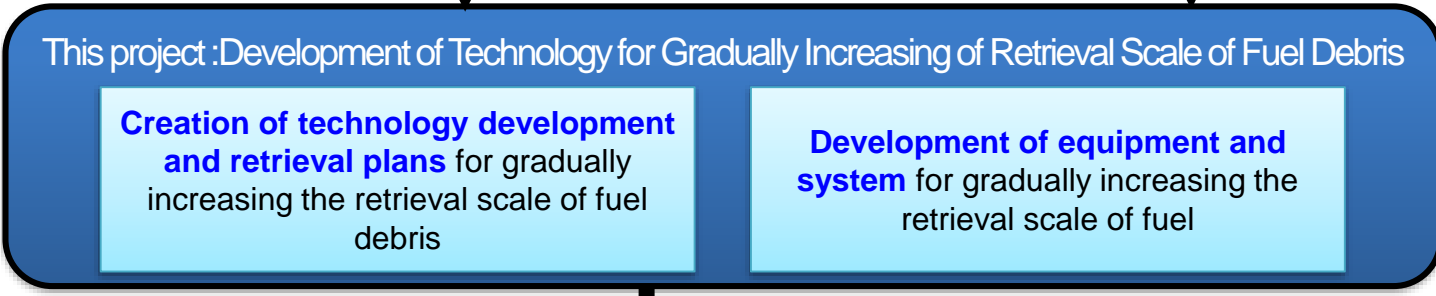 This project :Development of Technology for Gradually Increasing of Retrieval Scale of Fuel Debris
Creation of technology development
and retrieval plans for gradually
increasing the retrieval scale of fuel
debris
Development of equipment and
system for gradually increasing the
retrieval scale of fuel